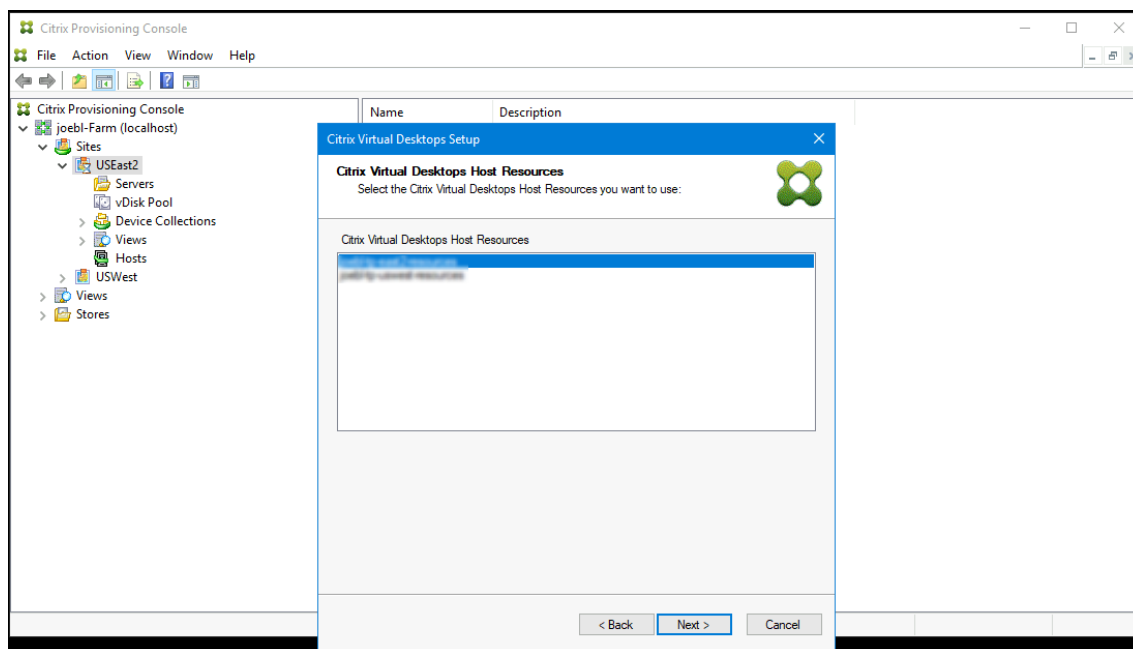 Citrix Provisioning Console
File Action View Window Help
Citrix Provisioning Console
joebl-Farm (localhost)
Sites
USEast2
Servers
vDisk Pool
Device Collections
Views
Hosts
USWest
Views
Stores
Name Description
Citrix Virtual Desktops Setup
Citrix Virtual Desktops Host Resources
Select the Citrix Virtual Desktops Host Resources you want to use:
Citrix Virtual Desktops Host Resources
< Back Next > Cancel